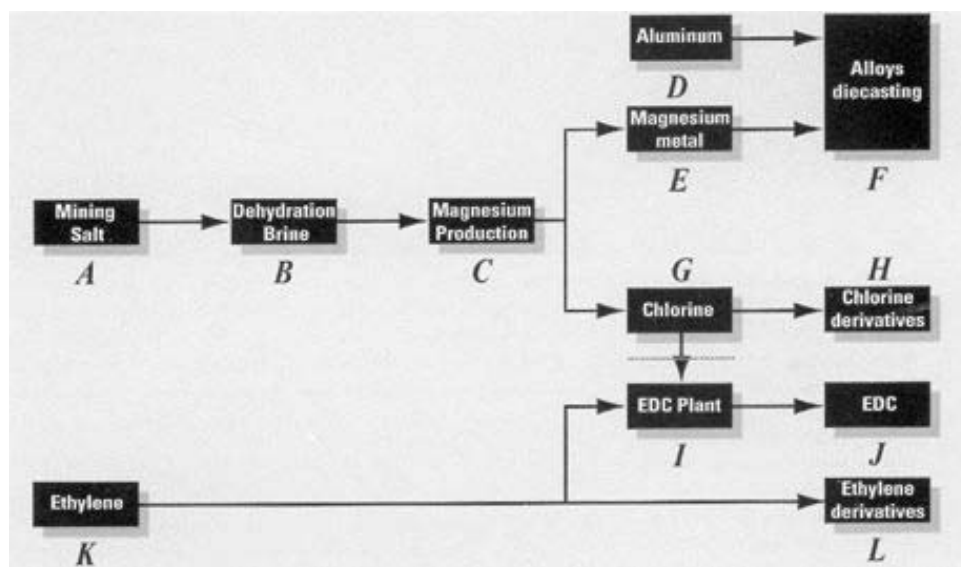 Aluminum
D
Alloys
diecasting
F
Magnesium
metal
E
Mining
Salt
A
Dehydration
Brine
B
Magnesium
Production
C
G
Chlorine
H
Chlorine
derivatives
EDC Plant
I
EDC
J
Ethylene
K
Ethylene
derivatives
L